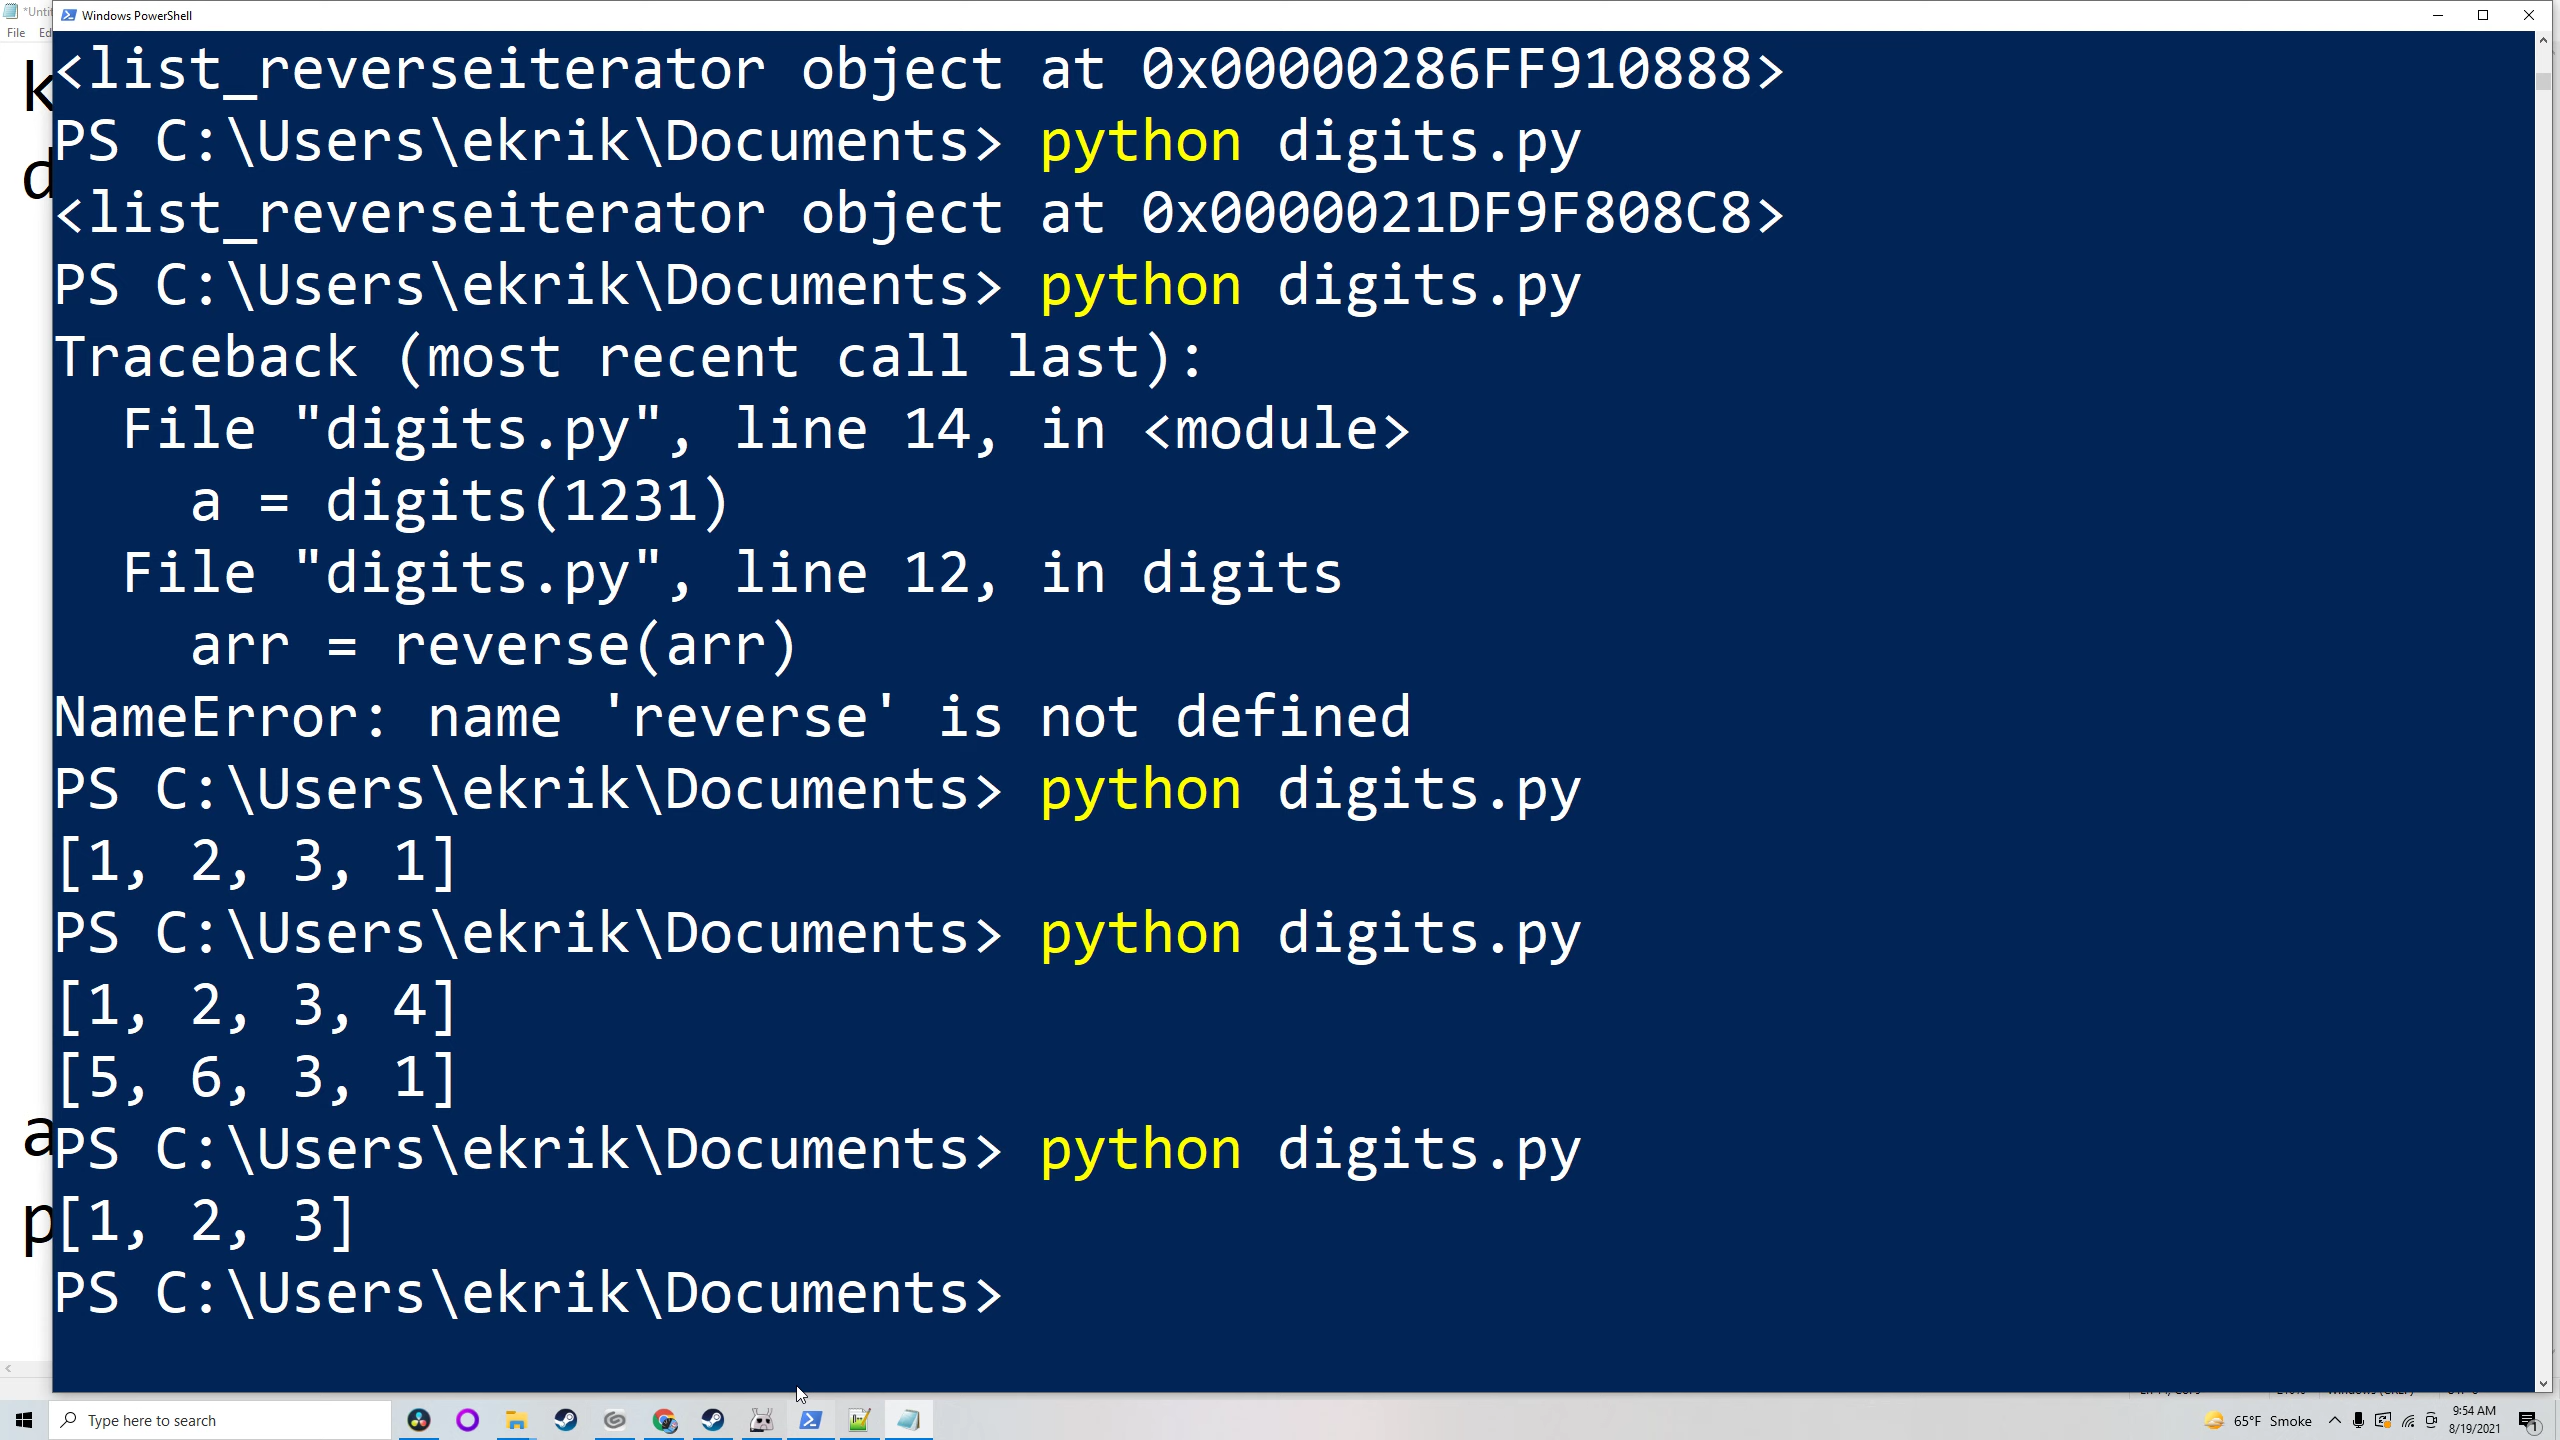 *Untit
Windows PowerShell
File Ed
k
d
<list_reverseiterator object at 0x00000286FF910888>
PS C:\Users\ekrik\Documents> python digits.py
<list_reverseiterator object at 0x0000021DF9F808C8>
PS C:\Users\ekrik\Documents> python digits.py
Traceback (most recent call last):
  File "digits.py", line 14, in <module>
    a = digits(1231)
  File "digits.py", line 12, in digits
    arr = reverse(arr)
NameError: name 'reverse' is not defined
PS C:\Users\ekrik\Documents> python digits.py
[1, 2, 3, 1]
PS C:\Users\ekrik\Documents> python digits.py
[1, 2, 3, 4]
[5, 6, 3, 1]
a
PS C:\Users\ekrik\Documents> python digits.py
p
[1, 2, 3]
PS C:\Users\ekrik\Documents>
Type here to search
65°F Smoke
9:54 AM
8/19/2021
1